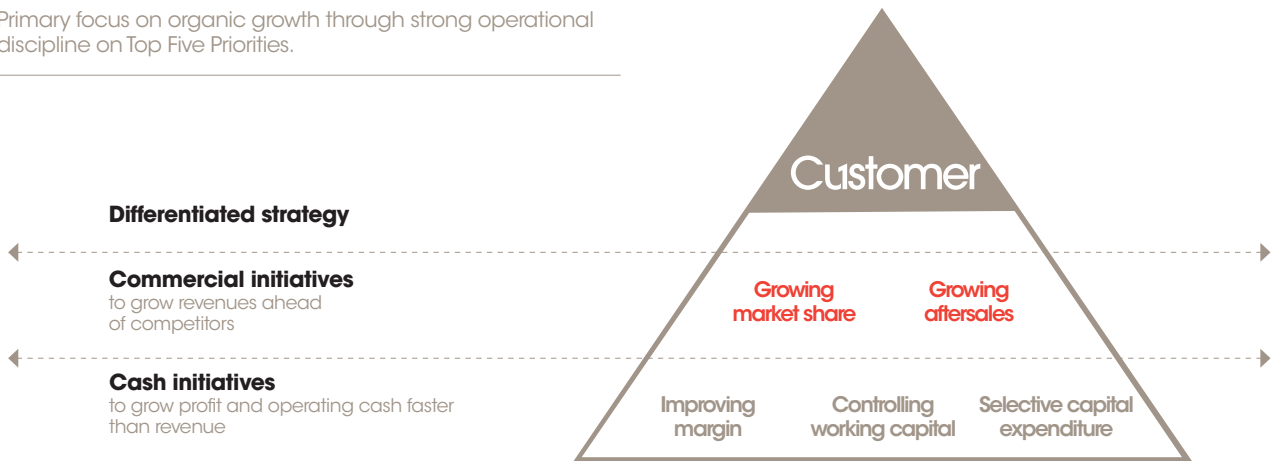 Primary focus on organic growth through strong operational
discipline on Top Five Priorities.
Customer
Differentiated strategy
Commercial initiatives
to grow revenues ahead
of competitors
Growing
market share
Growing
aftersales
Cash initiatives
to grow profit and operating cash faster
than revenue
Improving
margin
Controlling
working capital
Selective capital
expenditure